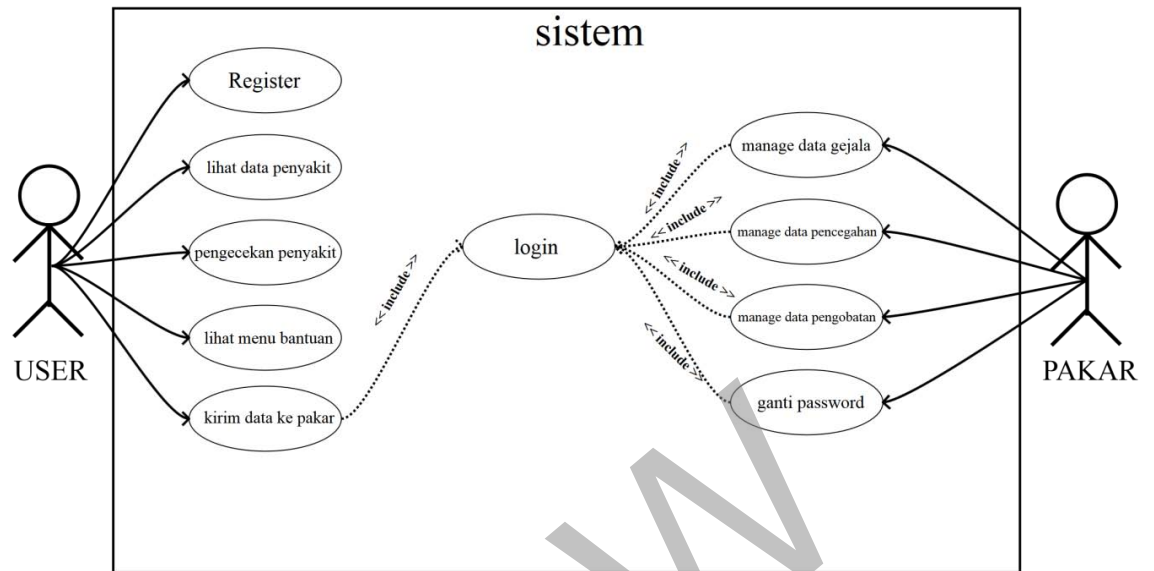 sistem
Register
lihat data penyakit
pengecekan penyakit
lihat menu bantuan
kirim data ke pakar
USER
<< include >>
login
<< include >>
<< include >>
<< include >>
<< include >>
manage data gejala
manage data pencegahan
manage data pengobatan
ganti password
PAKAR
W